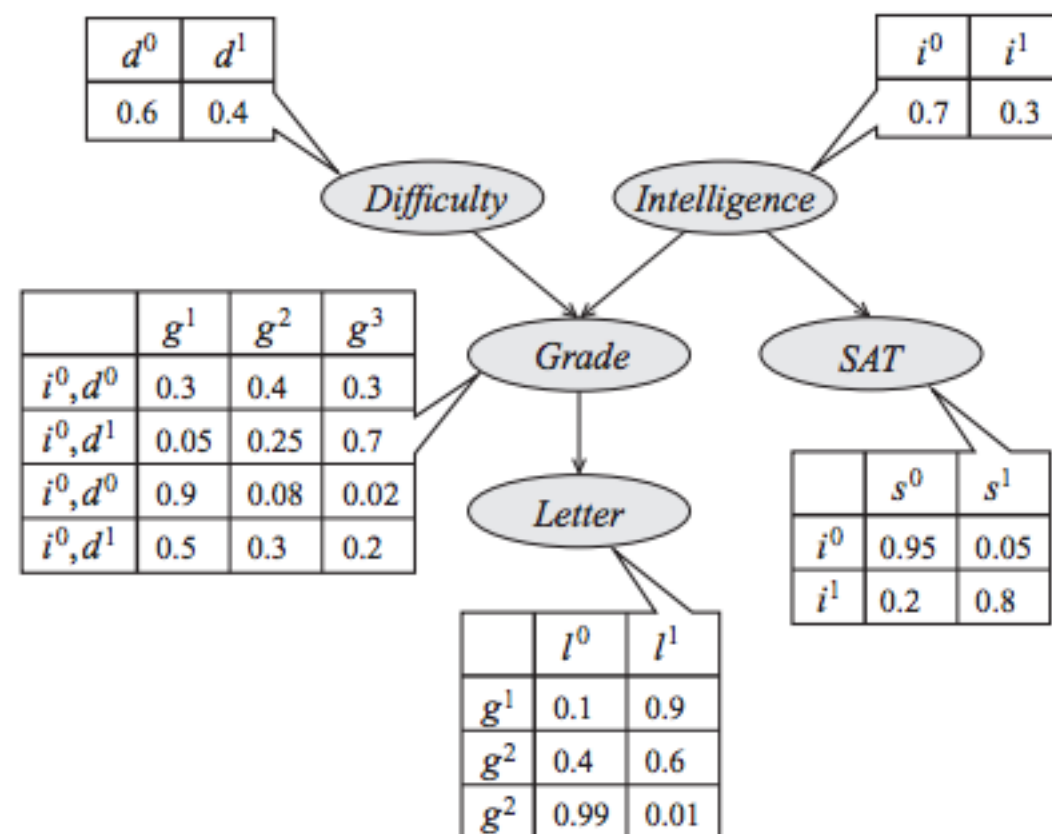 d⁰ d¹
0.6 0.4
i⁰ i¹
0.7 0.3
Difficulty
Intelligence
g¹ g² g³
i⁰,d⁰ 0.3 0.4 0.3
i⁰,d¹ 0.05 0.25 0.7
i⁰,d⁰ 0.9 0.08 0.02
i⁰,d¹ 0.5 0.3 0.2
Grade
SAT
Letter
s⁰ s¹
i⁰ 0.95 0.05
i¹ 0.2 0.8
l⁰ l¹
g¹ 0.1 0.9
g² 0.4 0.6
g² 0.99 0.01